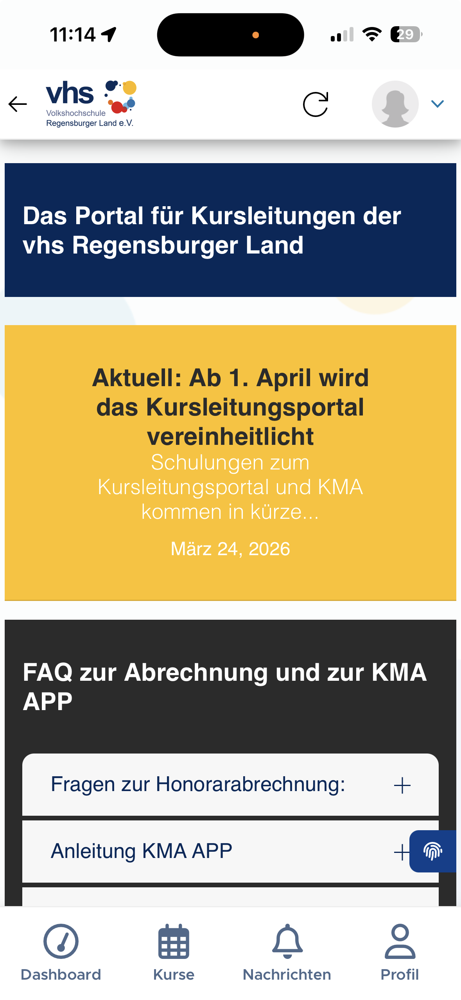 11:14
29
vhs
Volkshochschule
Regensburger Land e.V.
Das Portal für Kursleitungen der
vhs Regensburger Land
Aktuell: Ab 1. April wird
das Kursleitungsportal
vereinheitlicht
Schulungen zum
Kursleitungsportal und KMA
kommen in kürze...
März 24, 2026
FAQ zur Abrechnung und zur KMA
APP
Fragen zur Honorarabrechnung:
Anleitung KMA APP
Dashboard
Kurse
Nachrichten
Profil